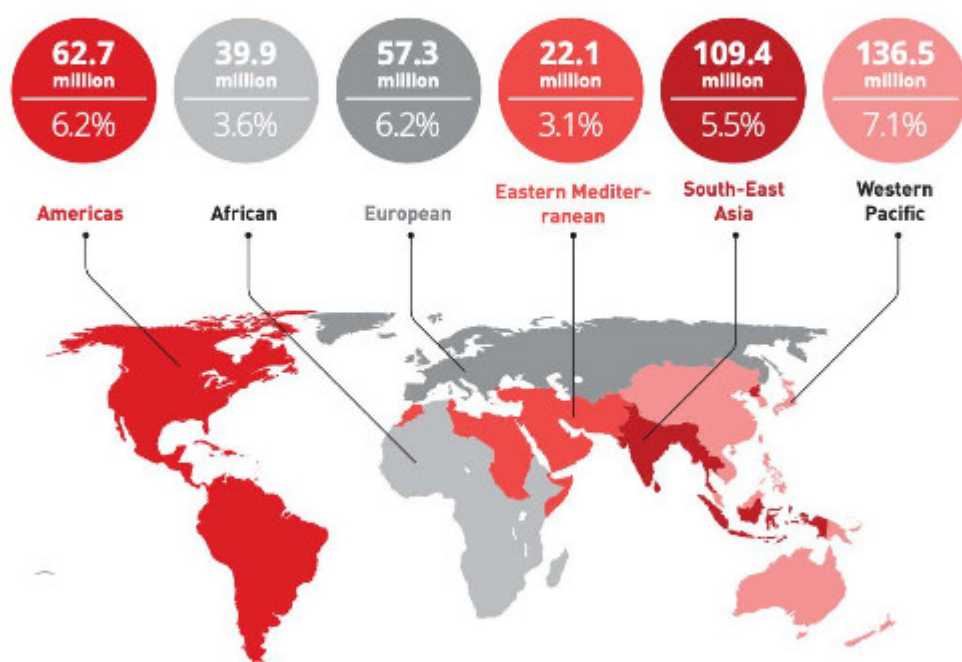 62.7
million
6.2%
39.9
million
3.6%
57.3
million
6.2%
22.1
million
3.1%
109.4
million
5.5%
136.5
million
7.1%
Americas
African
European
Eastern Mediter-
ranean
South-East
Asia
Western
Pacific